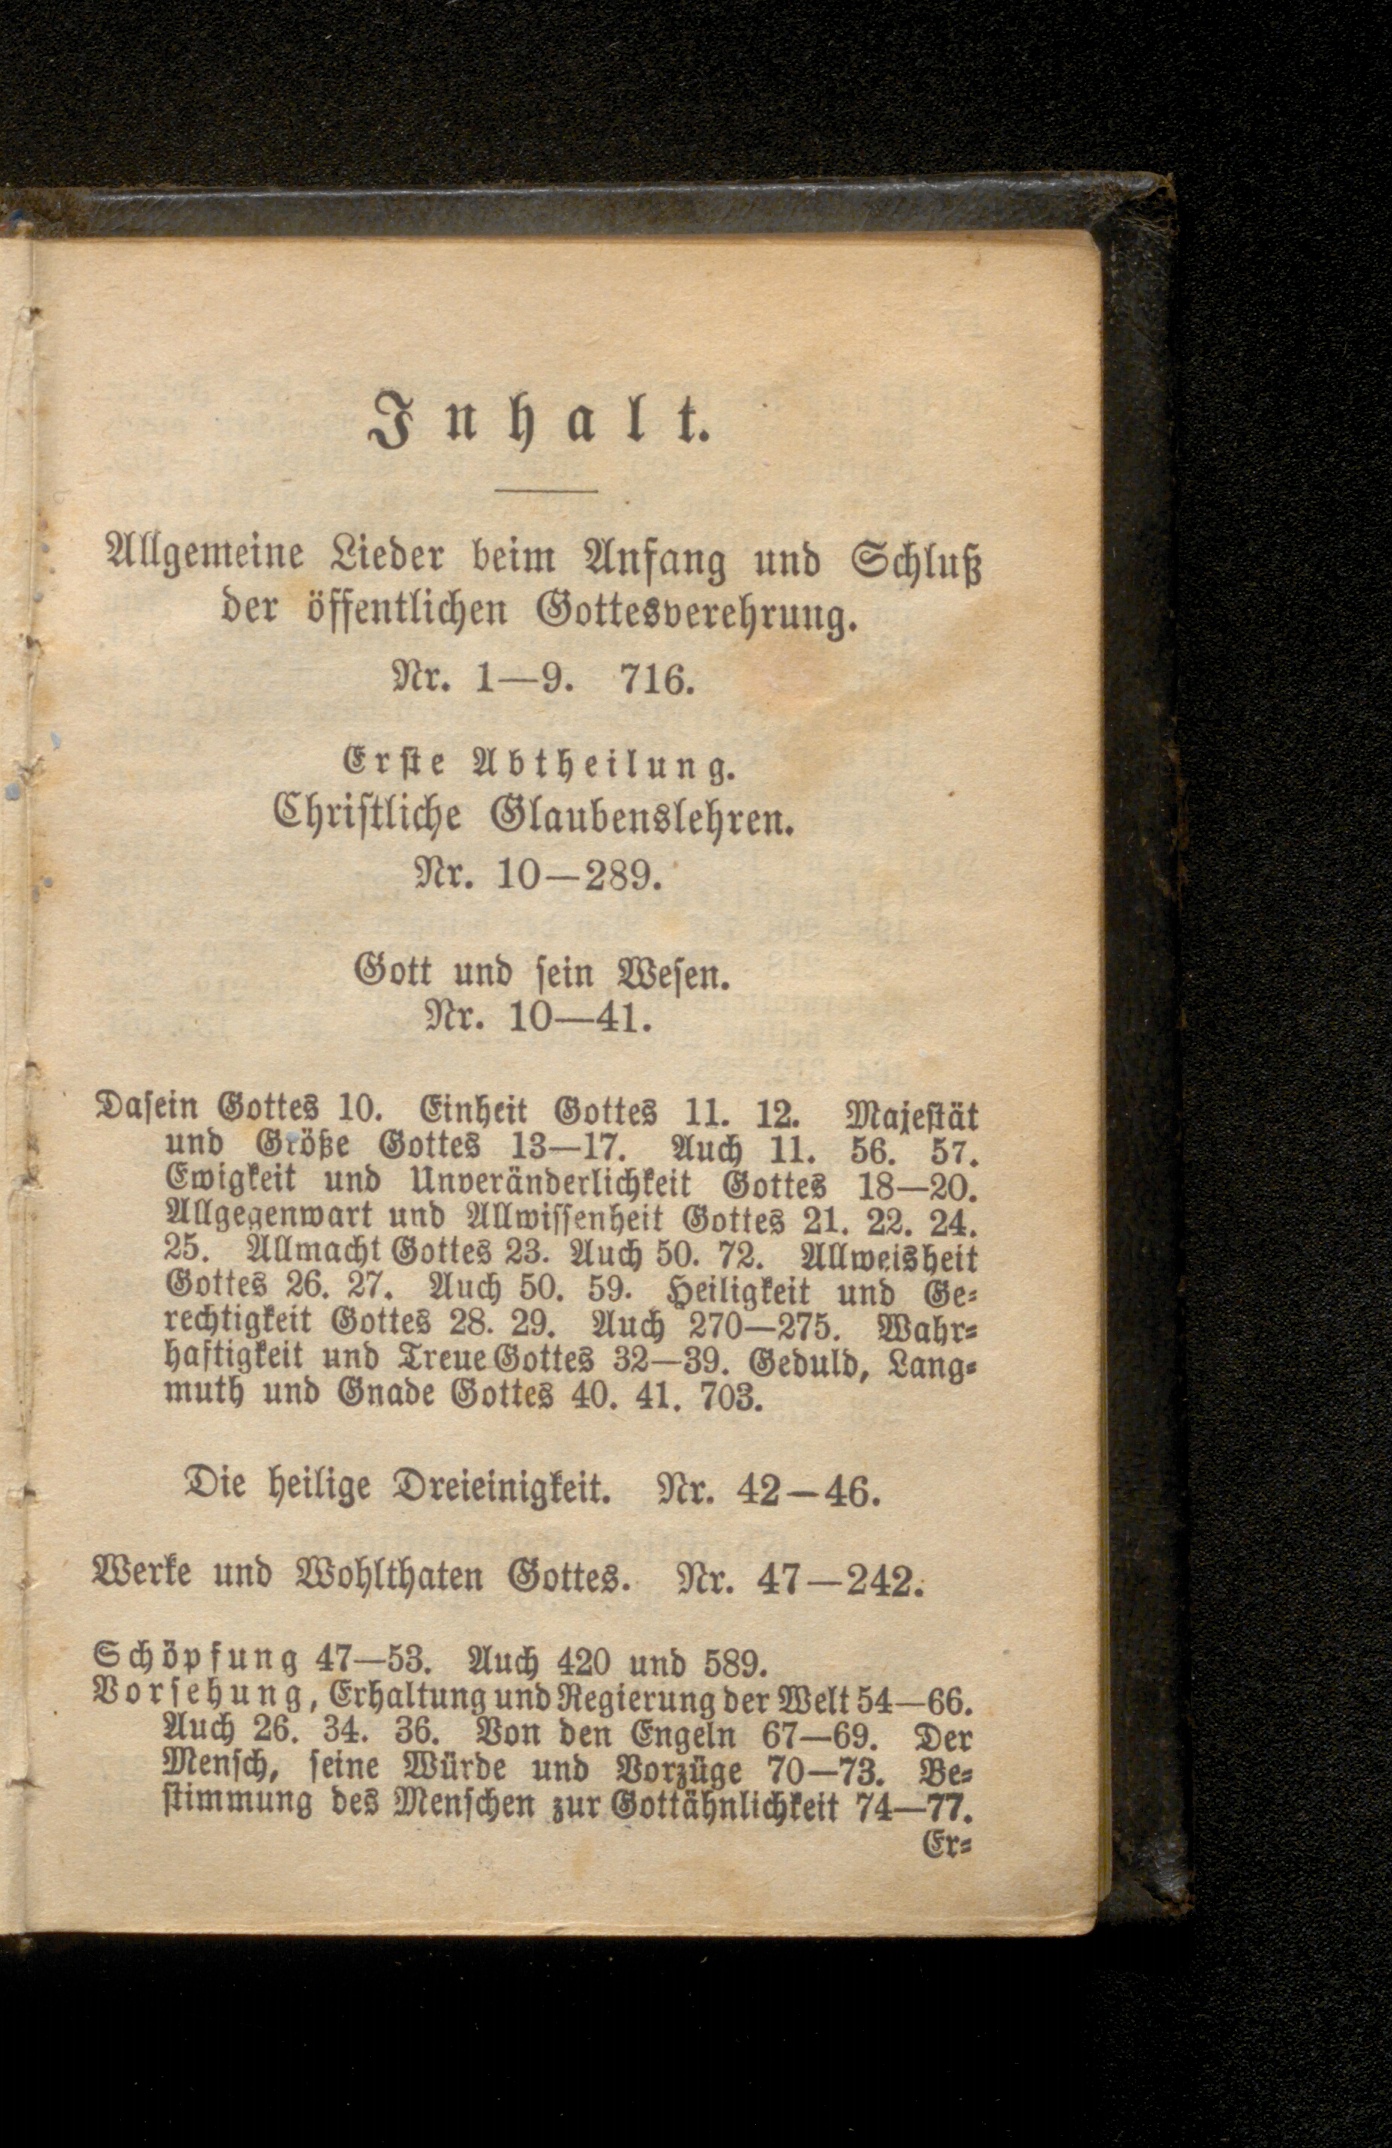 Inhalt.
Allgemeine Lieder beim Anfang und Schluß
der öffentlichen Gottesverehrung.
Nr. 1—9. 716.
Erste Abtheilung.
Christliche Glaubenslehren.
Nr. 10—289.
Gott und sein Wesen.
Nr. 10—41.
Dasein Gottes 10. Einheit Gottes 11. 12. Majestät
und Größe Gottes 13—17. Auch 11. 56. 57.
Ewigkeit und Unveränderlichkeit Gottes 18—20.
Allgegenwart und Allwissenheit Gottes 21. 22. 24.
25. Allmacht Gottes 23. Auch 50. 72. Allweisheit
Gottes 26. 27. Auch 50. 59. Heiligkeit und Ge-
rechtigkeit Gottes 28. 29. Auch 270—275. Wahr-
haftigkeit und Treue Gottes 32—39. Geduld, Lang-
muth und Gnade Gottes 40. 41. 703.
Die heilige Dreieinigkeit. Nr. 42—46.
Werke und Wohlthaten Gottes. Nr. 47—242.
Schöpfung 47—53. Auch 420 und 589.
Vorsehung, Erhaltung und Regierung der Welt 54—66.
Auch 26. 34. 36. Von den Engeln 67—69. Der
Mensch, seine Würde und Vorzüge 70—73. Be-
stimmung des Menschen zur Gottähnlichkeit 74—77.
Er-